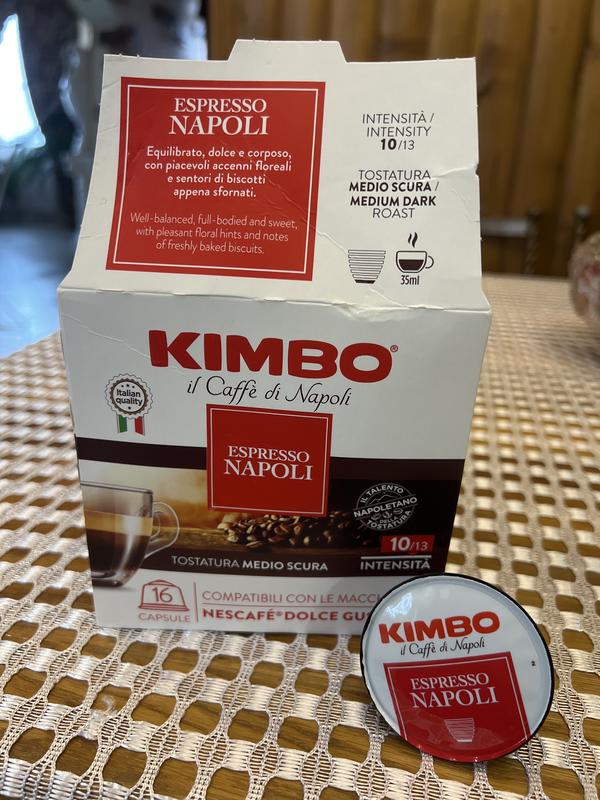 ESPRESSO
NAPOLI
Equilibrato, dolce e corposo,
con piacevoli accenni floreali
e sentori di biscotti
appena sfornati.
Well-balanced, full-bodied and sweet,
with pleasant floral hints and notes
of freshly baked biscuits.
INTENSITÀ /
INTENSITY
10/13
TOSTATURA
MEDIO SCURA /
MEDIUM DARK
ROAST
35ml
KIMBO®
il Caffè di Napoli
Italian
quality
ESPRESSO
NAPOLI
IL TALENTO
NAPOLETANO
DELLA
TOSTATURA
TOSTATURA MEDIO SCURA
10/13
INTENSITÀ
16
CAPSULE
COMPATIBILI CON LE MACCH
NESCAFÉ® DOLCE GU
KIMBO
il Caffè di Napoli
2
ESPRESSO
NAPOLI